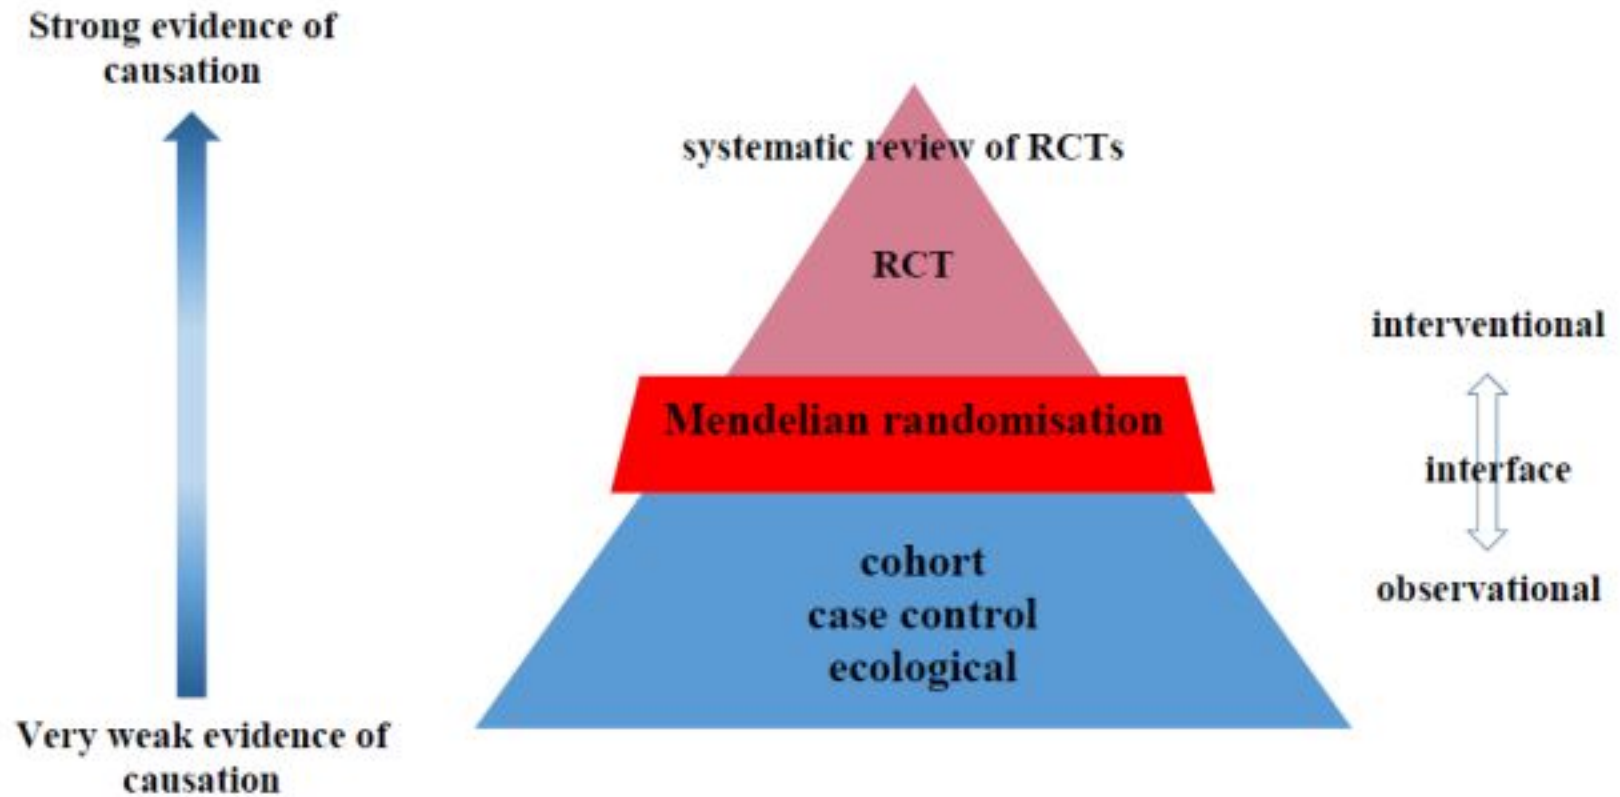 Strong evidence of
causation
systematic review of RCTs
RCT
interventional
Mendelian randomisation
interface
cohort
case control
ecological
observational
Very weak evidence of
causation